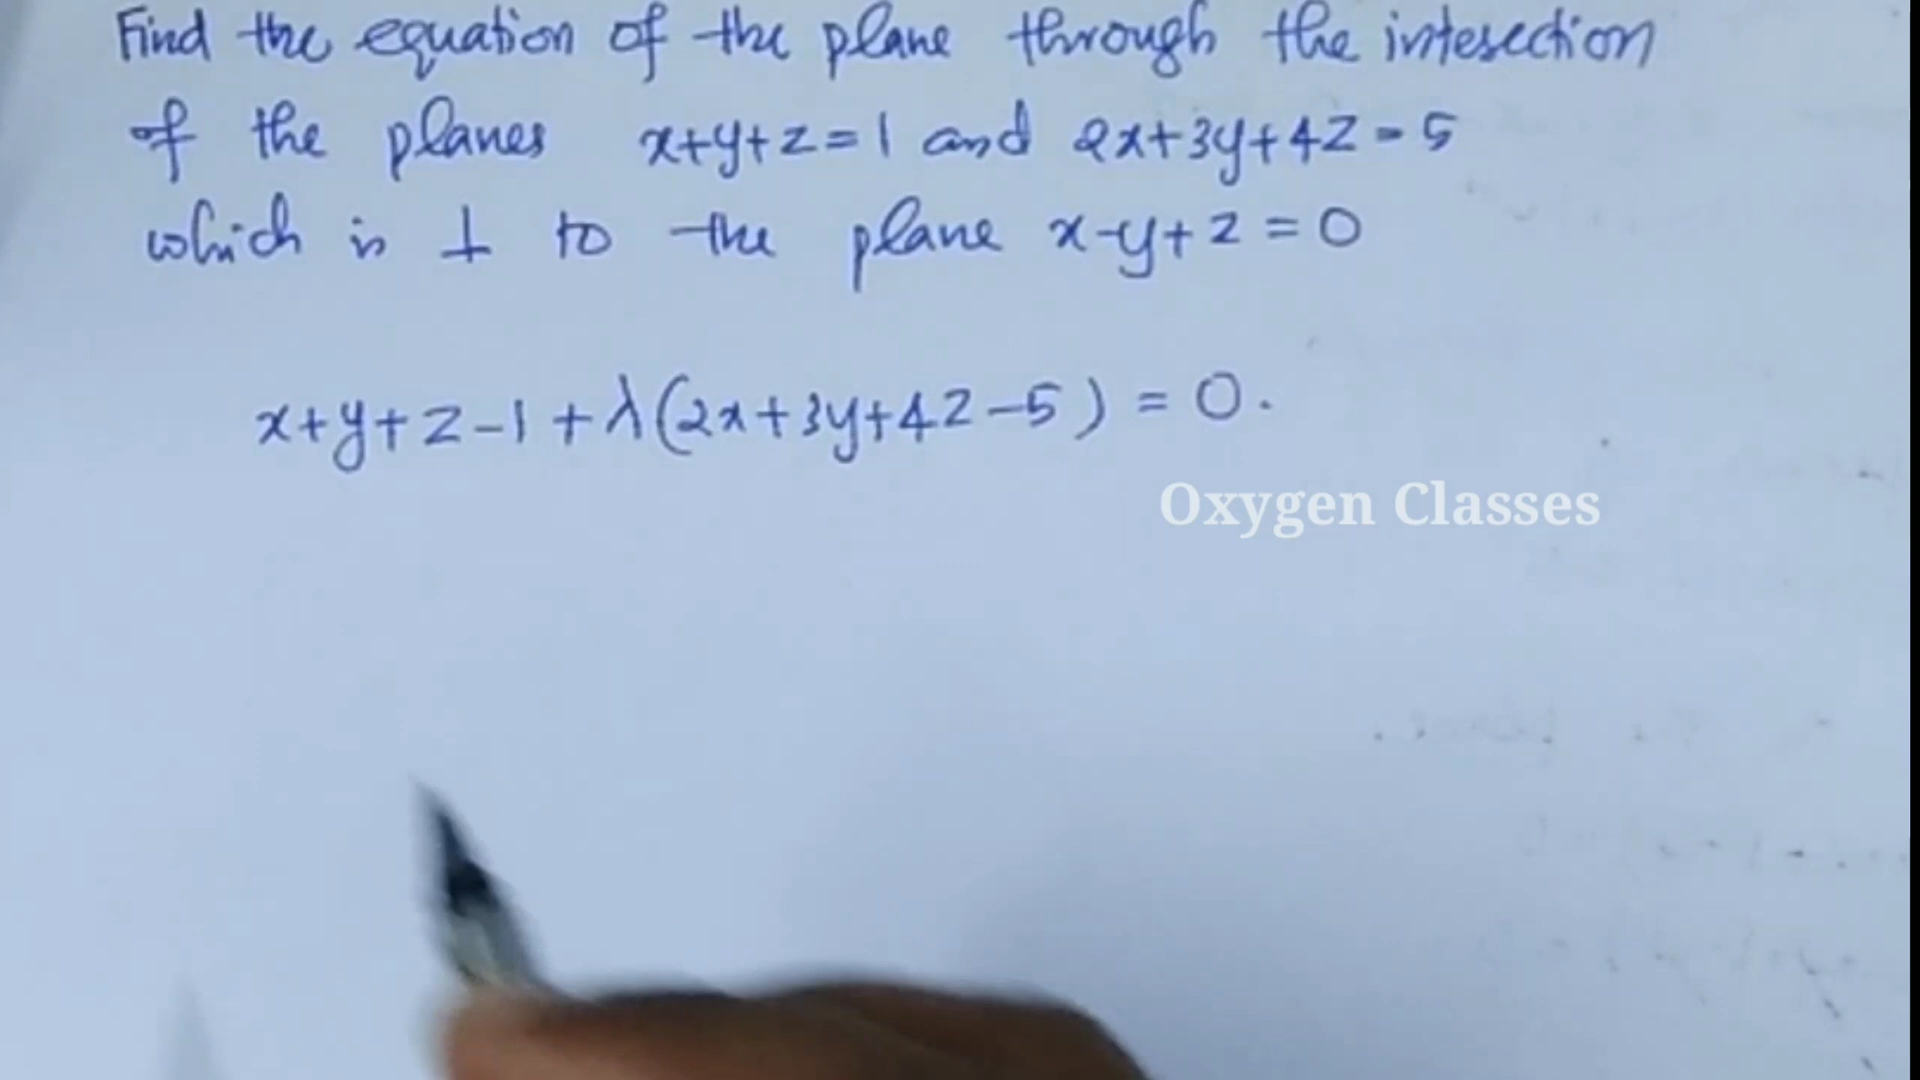 Find the equation of the plane through the intesection
of the planes x+y+z=1 and 2x+3y+4z=5
which is ⊥ to the plane x-y+z=0
x+y+z-1+λ(2x+3y+4z-5)=0.
Oxygen Classes